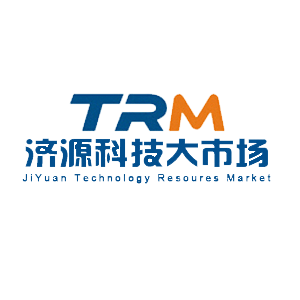 TRM
济源科技大市场
JiYuan Technology Resoures Market